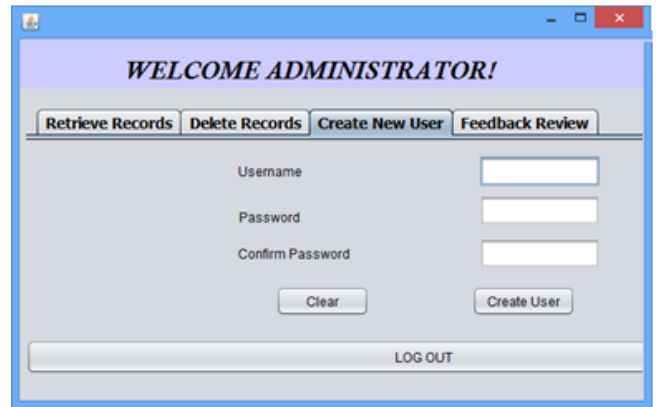 WELCOME ADMINISTRATOR!
Retrieve Records Delete Records Create New User Feedback Review
Username
Password
Confirm Password
Clear Create User
LOG OUT